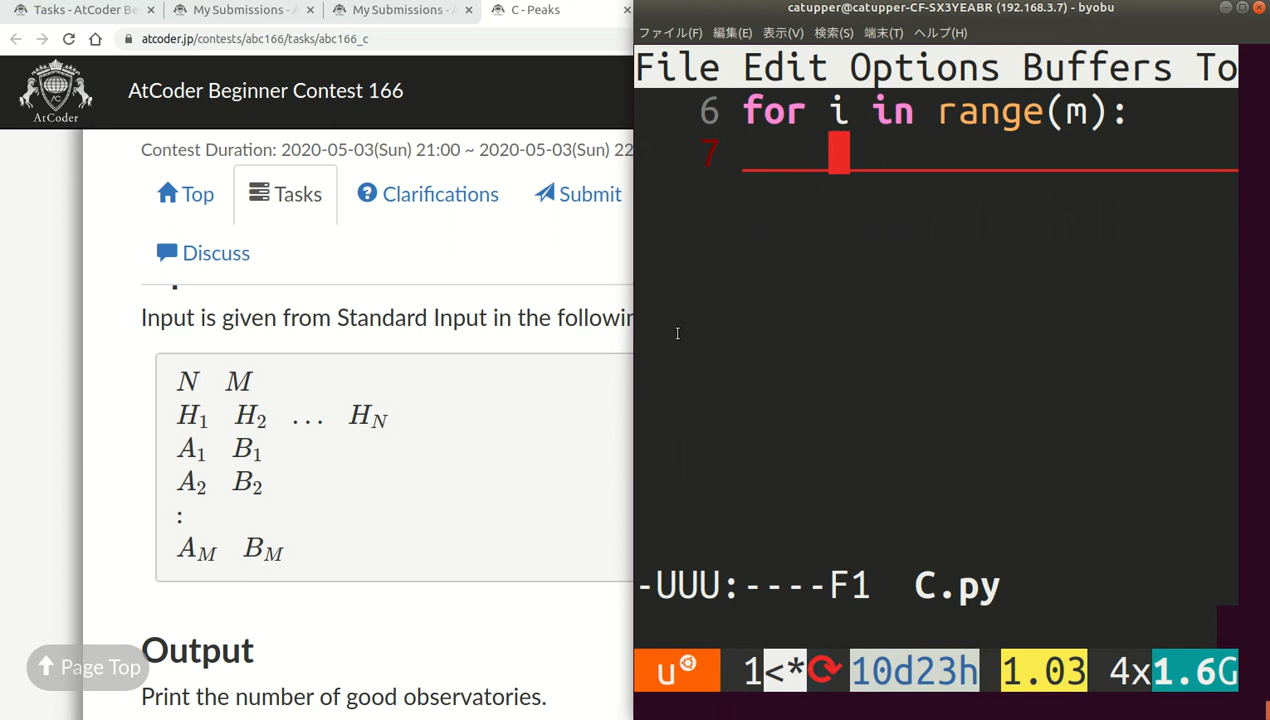 Tasks - AtCoder Be
My Submissions - A
My Submissions - A
C - Peaks
atcoder.jp/contests/abc166/tasks/abc166_c
AtCoder
AtCoder Beginner Contest 166
Contest Duration: 2020-05-03(Sun) 21:00 ~ 2020-05-03(Sun) 22
Top
Tasks
Clarifications
Submit
Discuss
Input is given from Standard Input in the followin
N M
H1 H2 … HN
A1 B1
A2 B2
:
AM BM
Output
Print the number of good observatories.
Page Top
catupper@catupper-CF-SX3YEABR (192.168.3.7) - byobu
ファイル(F) 編集(E) 表示(V) 検索(S) 端末(T) ヘルプ(H)
File Edit Options Buffers To
6 for i in range(m):
7
-UUU:----F1 C.py
u 1<* 10d23h 1.03 4x1.6G